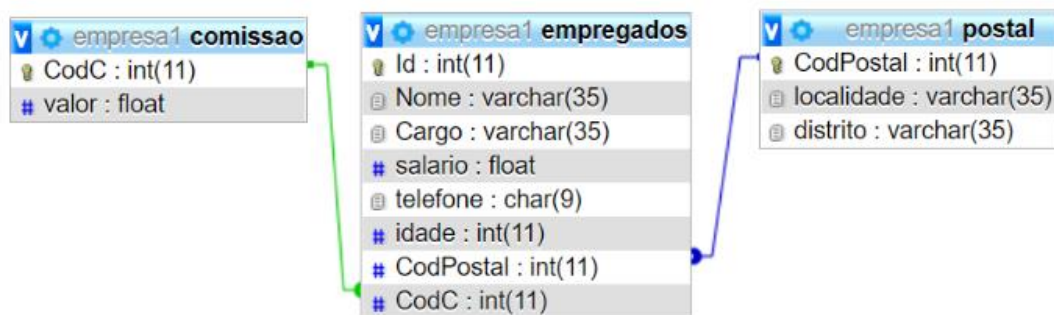 v empresa1 comissao
CodC : int(11)
# valor : float
v empresa1 empregados
Id : int(11)
Nome : varchar(35)
Cargo : varchar(35)
# salario : float
telefone : char(9)
# idade : int(11)
# CodPostal : int(11)
# CodC : int(11)
v empresa1 postal
CodPostal : int(11)
localidade : varchar(35)
distrito : varchar(35)